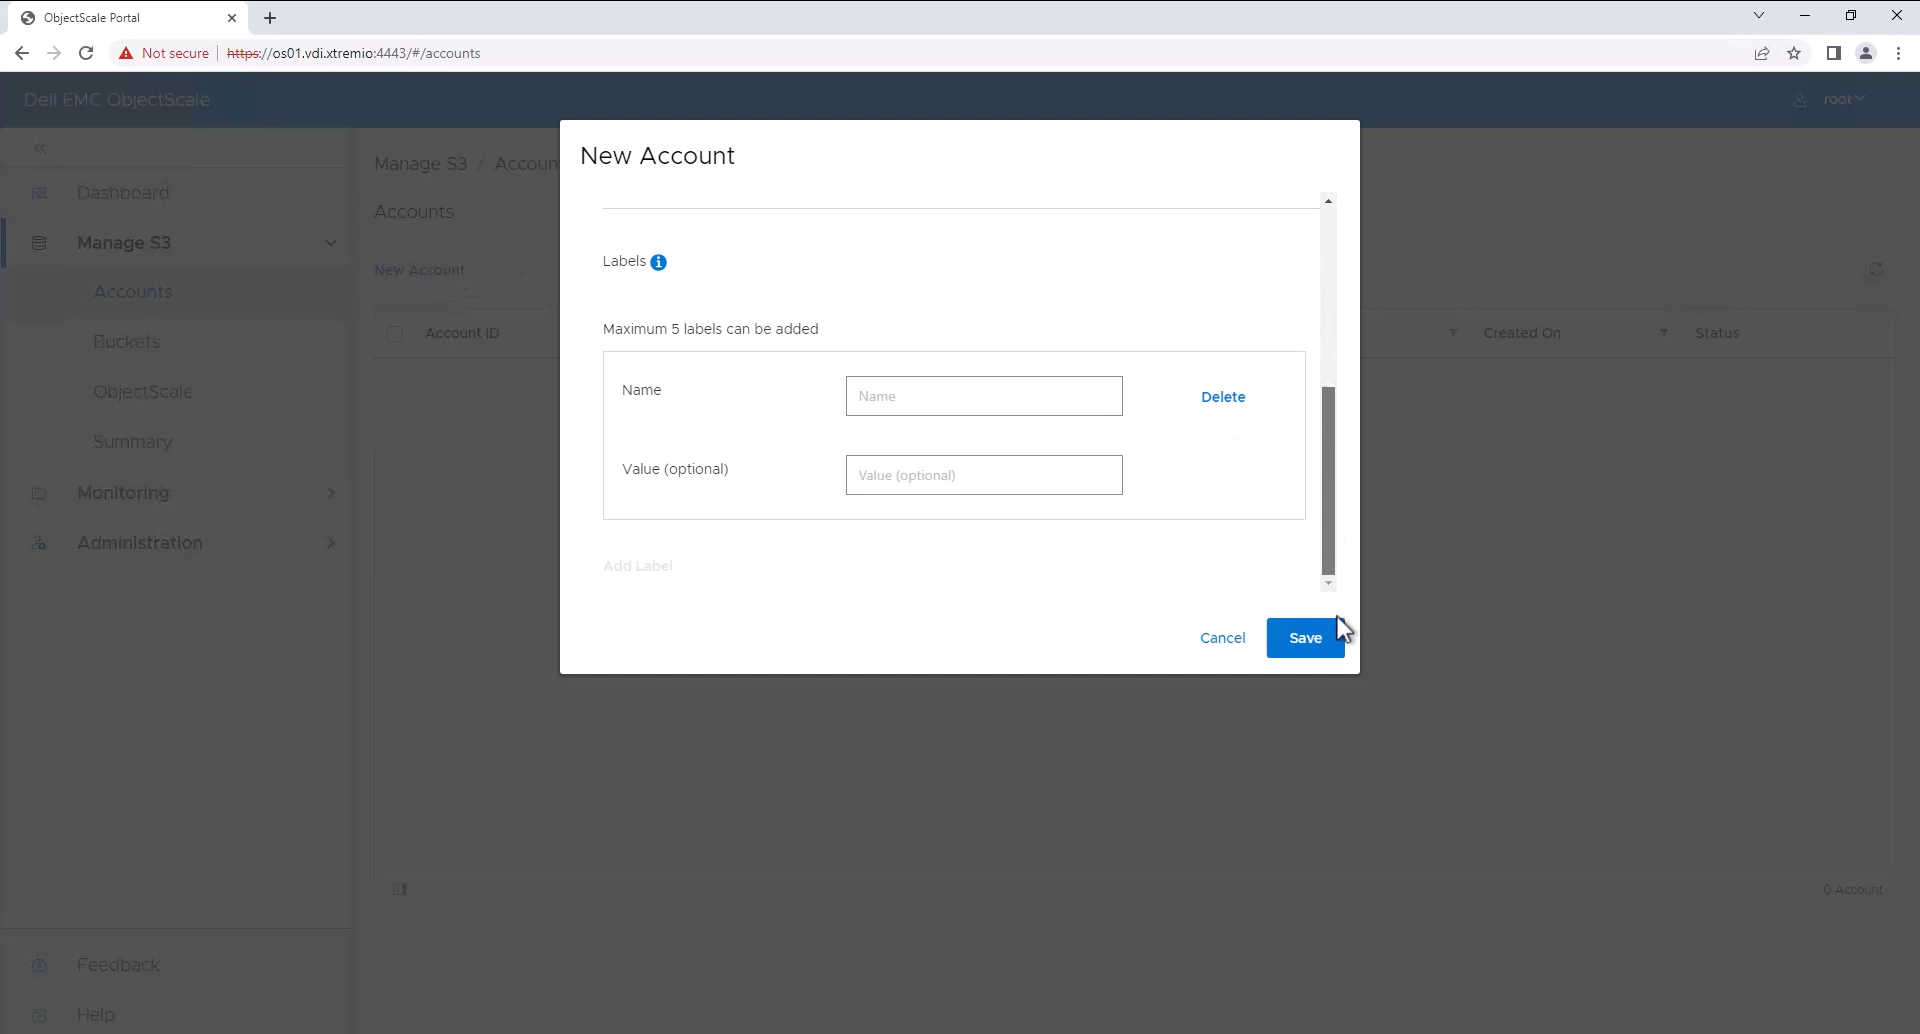 ObjectScale Portal
Not secure https://os01.vdi.xtremio:4443/#/accounts
Dell EMC ObjectScale
root
Dashboard
Manage S3
Accounts
Buckets
ObjectScale
Summary
Monitoring
Administration
Feedback
Help
Manage S3 / Accoun
Accounts
New Account
Account ID
Created On
Status
0 Account
New Account
Labels
Maximum 5 labels can be added
Name
Name
Delete
Value (optional)
Value (optional)
Add Label
Cancel
Save